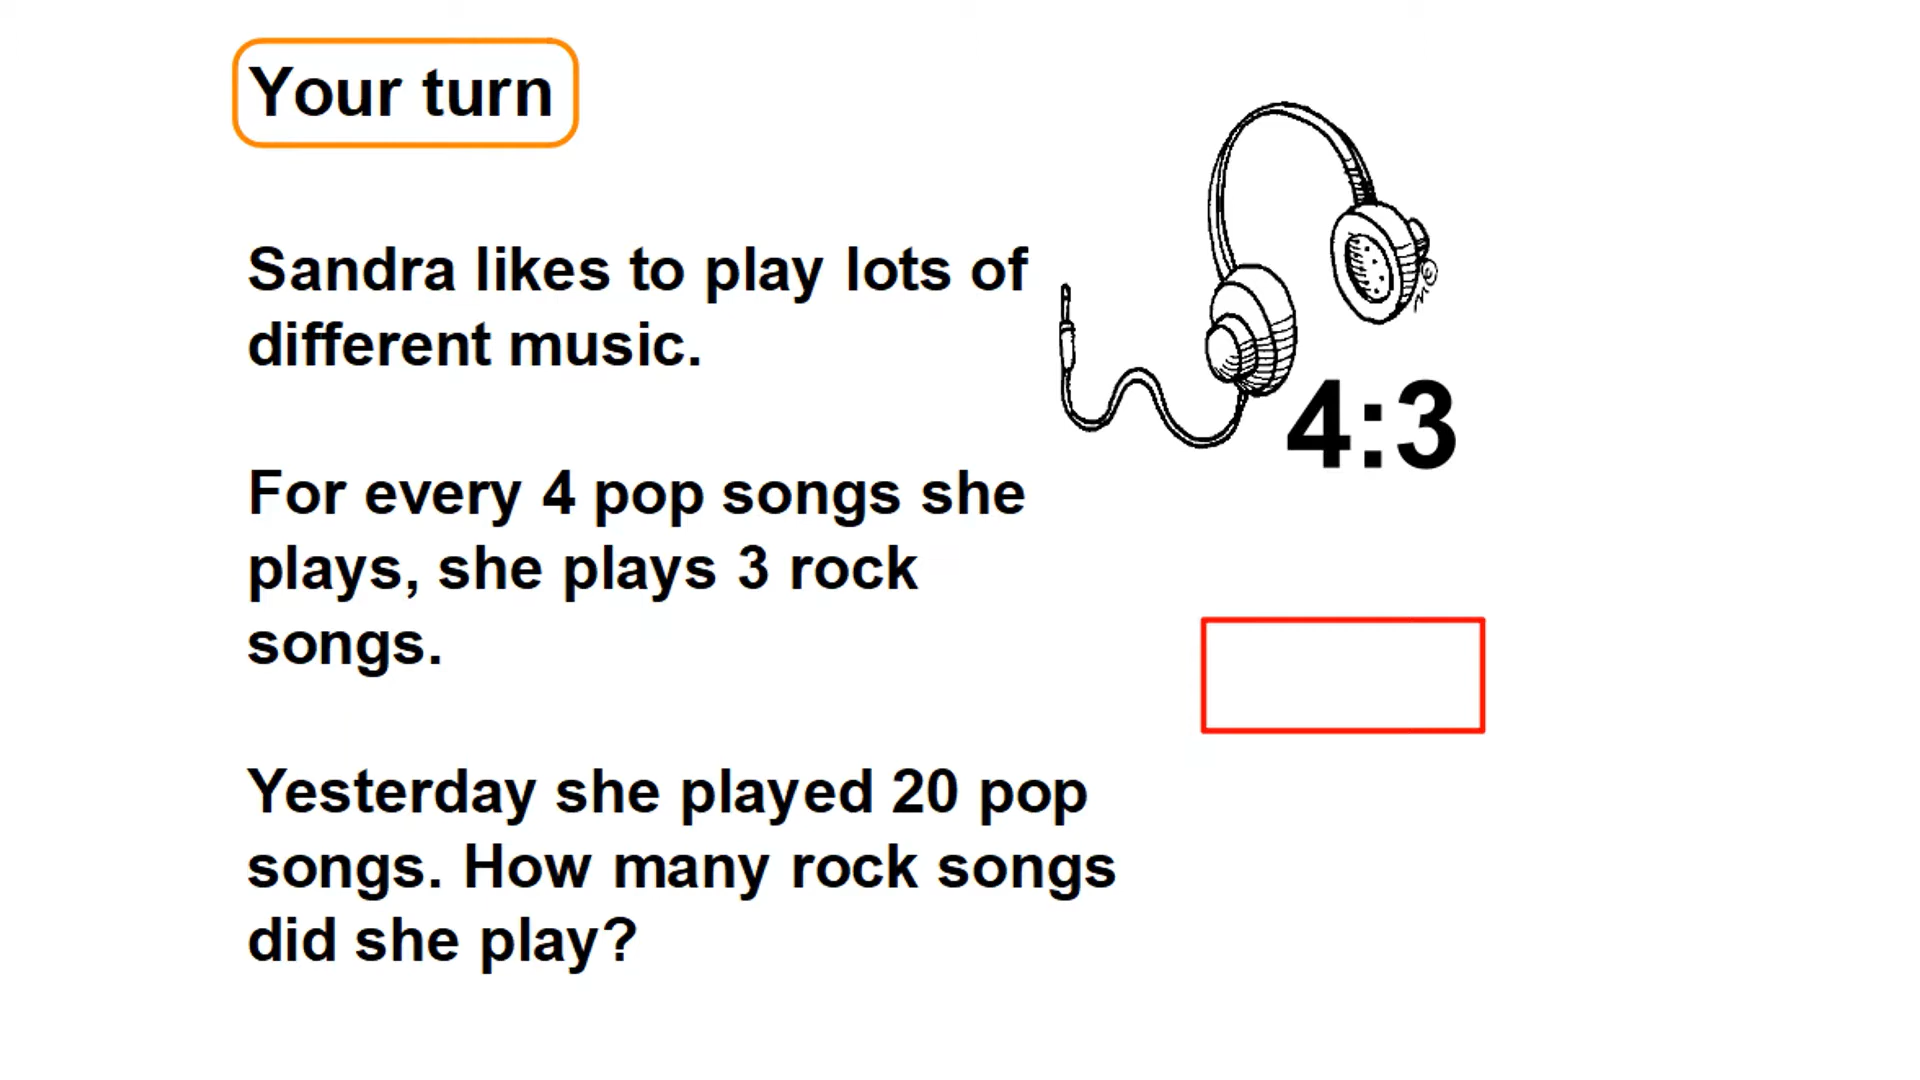 Your turn
Sandra likes to play lots of
different music.
4:3
For every 4 pop songs she
plays, she plays 3 rock
songs.
Yesterday she played 20 pop
songs. How many rock songs
did she play?